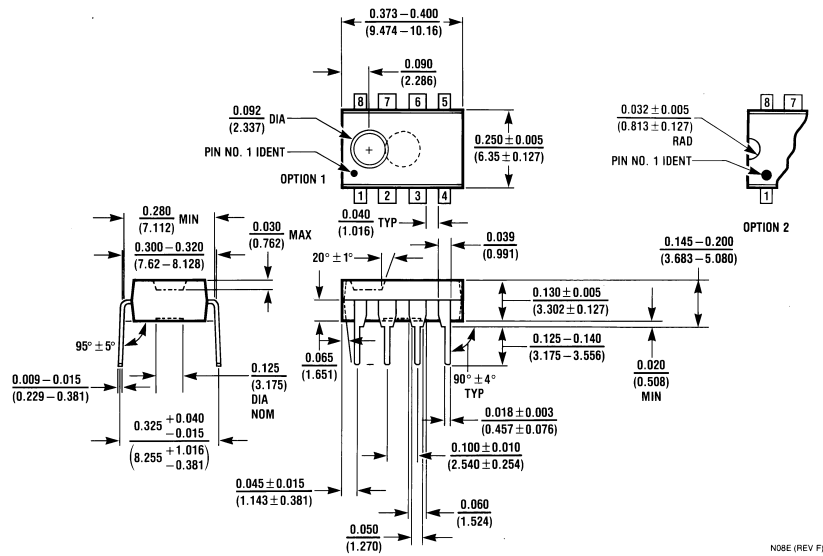 0.373 – 0.400
(9.474 – 10.16)
0.090
(2.286)
8 7 6 5
0.092 DIA
(2.337)
PIN NO. 1 IDENT
OPTION 1
0.250 ± 0.005
(6.35 ± 0.127)
1 2 3 4
0.032 ± 0.005
(0.813 ± 0.127)
RAD
PIN NO. 1 IDENT
8 7
1
OPTION 2
0.280 MIN
(7.112)
0.300 – 0.320
(7.62 – 8.128)
0.030 MAX
(0.762)
0.040 TYP
(1.016)
20° ± 1°
0.039
(0.991)
0.145 – 0.200
(3.683 – 5.080)
0.130 ± 0.005
(3.302 ± 0.127)
0.125 – 0.140
(3.175 – 3.556)
0.020
(0.508)
MIN
95° ± 5°
0.009 – 0.015
(0.229 – 0.381)
0.125
(3.175)
DIA
NOM
0.065
(1.651)
90° ± 4°
TYP
0.018 ± 0.003
(0.457 ± 0.076)
0.325 +0.040
–0.015
(8.255 +1.016
–0.381)
0.100 ± 0.010
(2.540 ± 0.254)
0.045 ± 0.015
(1.143 ± 0.381)
0.060
(1.524)
0.050
(1.270)
N08E (REV F)